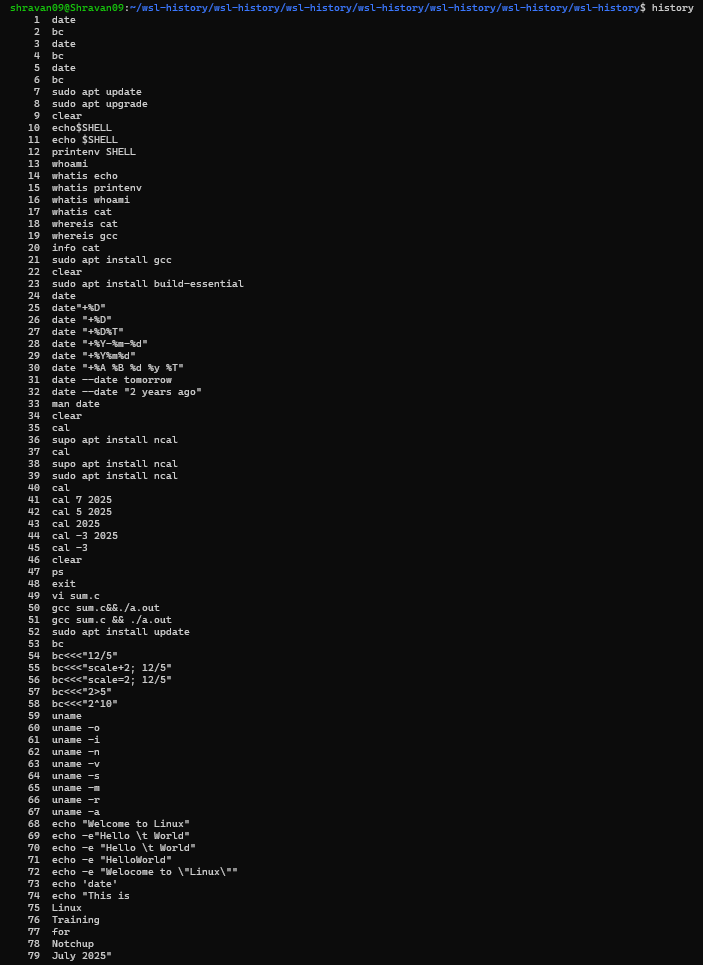 shravan09@Shravan09:~/wsl-history/wsl-history/wsl-history/wsl-history/wsl-history/wsl-history/wsl-history$ history
1 date
2 bc
3 date
4 bc
5 date
6 bc
7 sudo apt update
8 sudo apt upgrade
9 clear
10 echo$SHELL
11 echo $SHELL
12 printenv SHELL
13 whoami
14 whatis echo
15 whatis printenv
16 whatis whoami
17 whatis cat
18 whereis cat
19 whereis gcc
20 info cat
21 sudo apt install gcc
22 clear
23 sudo apt install build-essential
24 date
25 date"+%D"
26 date "+%D"
27 date "+%D%T"
28 date "+%Y-%m-%d"
29 date "+%Y%m%d"
30 date "+%A %B %d %y %T"
31 date --date tomorrow
32 date --date "2 years ago"
33 man date
34 clear
35 cal
36 supo apt install ncal
37 cal
38 supo apt install ncal
39 sudo apt install ncal
40 cal
41 cal 7 2025
42 cal 5 2025
43 cal 2025
44 cal -3 2025
45 cal -3
46 clear
47 ps
48 exit
49 vi sum.c
50 gcc sum.c&&./a.out
51 gcc sum.c && ./a.out
52 sudo apt install update
53 bc
54 bc<<<"12/5"
55 bc<<<"scale+2; 12/5"
56 bc<<<"scale=2; 12/5"
57 bc<<<"2>5"
58 bc<<<"2^10"
59 uname
60 uname -o
61 uname -i
62 uname -n
63 uname -v
64 uname -s
65 uname -m
66 uname -r
67 uname -a
68 echo "Welcome to Linux"
69 echo -e"Hello \t World"
70 echo -e "Hello \t World"
71 echo -e "HelloWorld"
72 echo -e "Welocome to \"Linux\""
73 echo 'date'
74 echo "This is
75 Linux
76 Training
77 for
78 Notchup
79 July 2025"